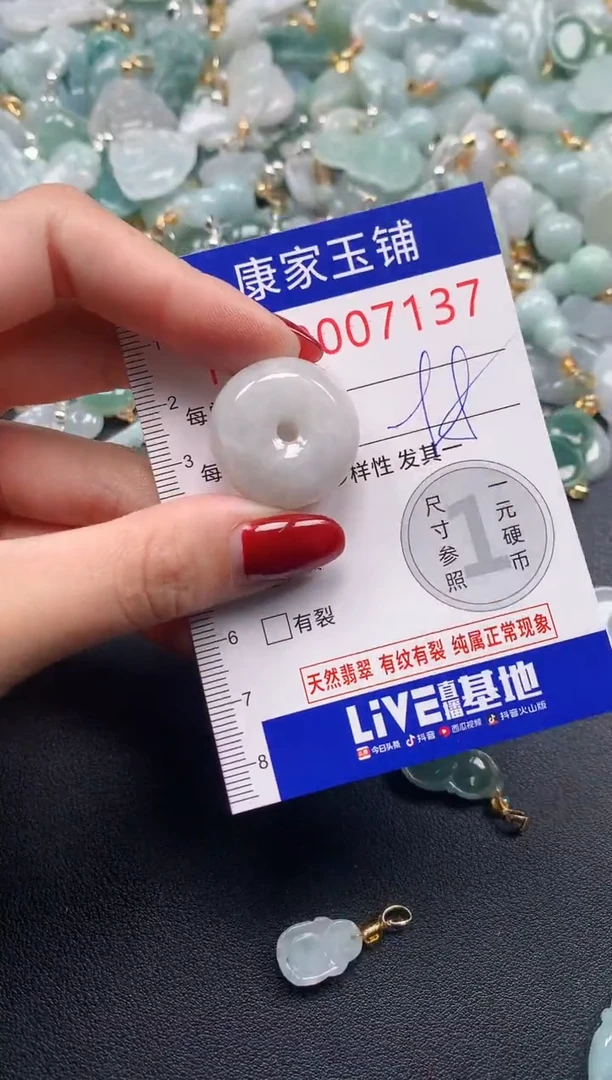 康家玉铺
007137
2
每
3
每
样性 发其一
尺寸参照
1
一元硬币
6
有裂
天然翡翠 有纹有裂 纯属正常现象
7
LiVE直播基地
8
今日头条 抖音 西瓜视频 抖音火山版